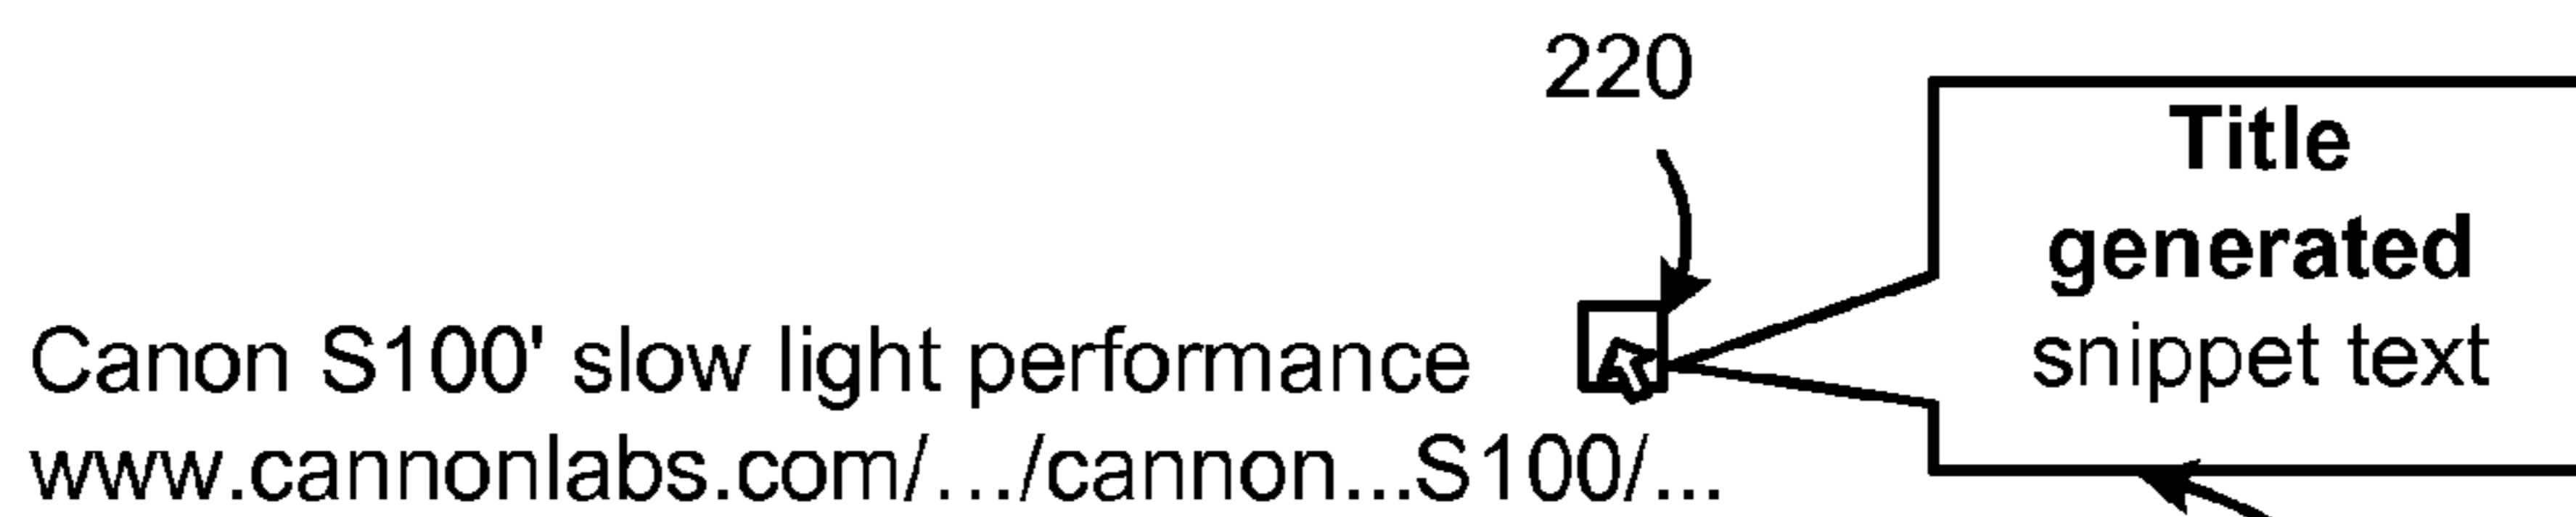 220
Title
generated
snippet text
Canon S100' slow light performance
www.cannonlabs.com/.../cannon...S100/...